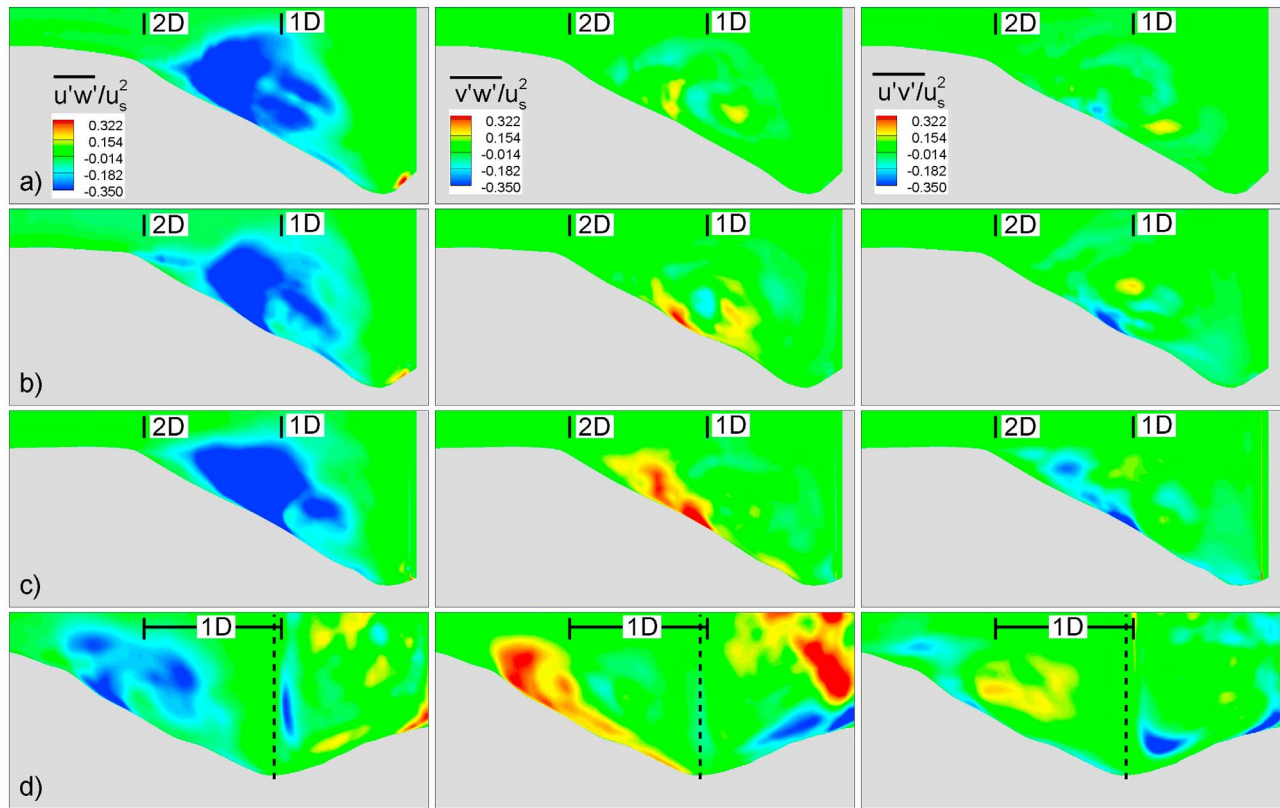 2D 1D 2D 1D 2D 1D
u'w'/u_s^2 v'w'/u_s^2 u'v'/u_s^2
0.322 0.322 0.322
0.154 0.154 0.154
-0.014 -0.014 -0.014
-0.182 -0.182 -0.182
-0.350 -0.350 -0.350
a)
2D 1D 2D 1D 2D 1D
b)
2D 1D 2D 1D 2D 1D
c)
1D 1D 1D
d)